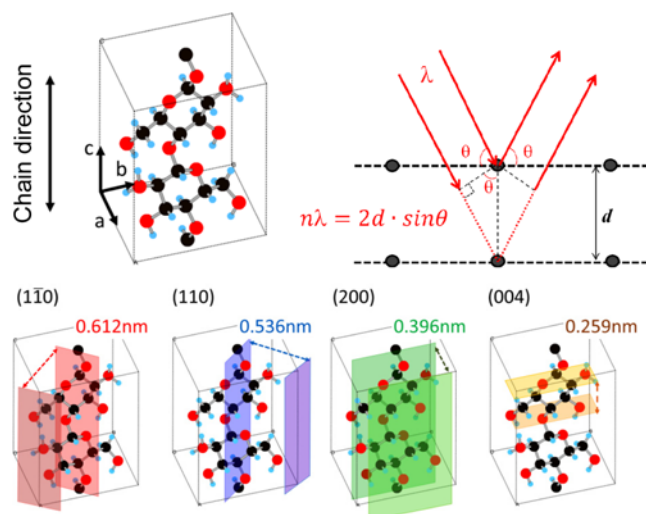 Chain direction
c
b
a
λ
θ
θ
θ
d
nλ = 2d · sinθ
(11̅0)
(110)
(200)
(004)
0.612nm
0.536nm
0.396nm
0.259nm